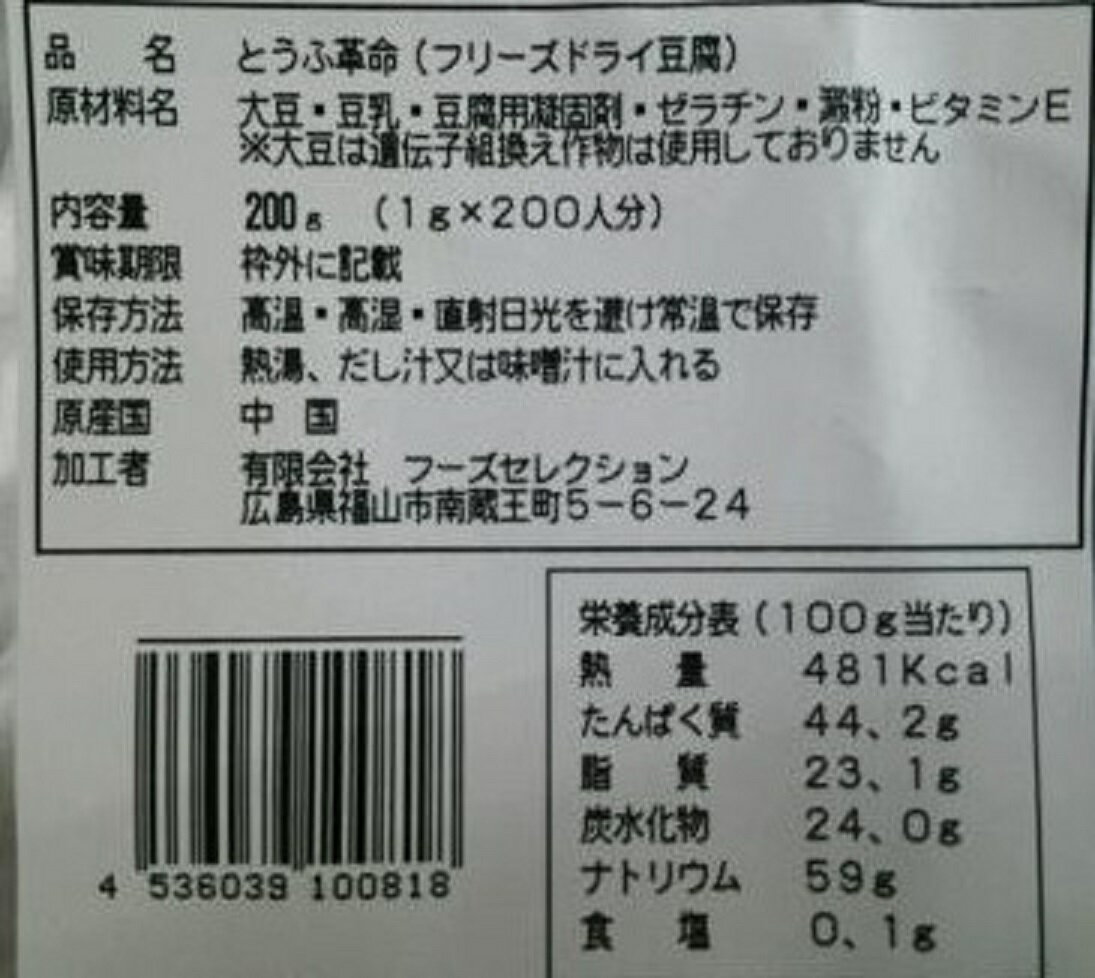 品 名 とうふ革命（フリーズドライ豆腐）
原材料名 大豆・豆乳・豆腐用凝固剤・ゼラチン・澱粉・ビタミンE
※大豆は遺伝子組換え作物は使用しておりません
内容量 200g （1g×200人分）
賞味期限 枠外に記載
保存方法 高温・高湿・直射日光を避け常温で保存
使用方法 熱湯、だし汁又は味噌汁に入れる
原産国 中 国
加工者 有限会社 フーズセレクション
広島県福山市南蔵王町5－6－24
栄養成分表（100g当たり）
熱 量 481Kcal
たんぱく質 44、2g
脂 質 23、1g
炭水化物 24、0g
ナトリウム 59g
食 塩 0、1g
4 536039 100818